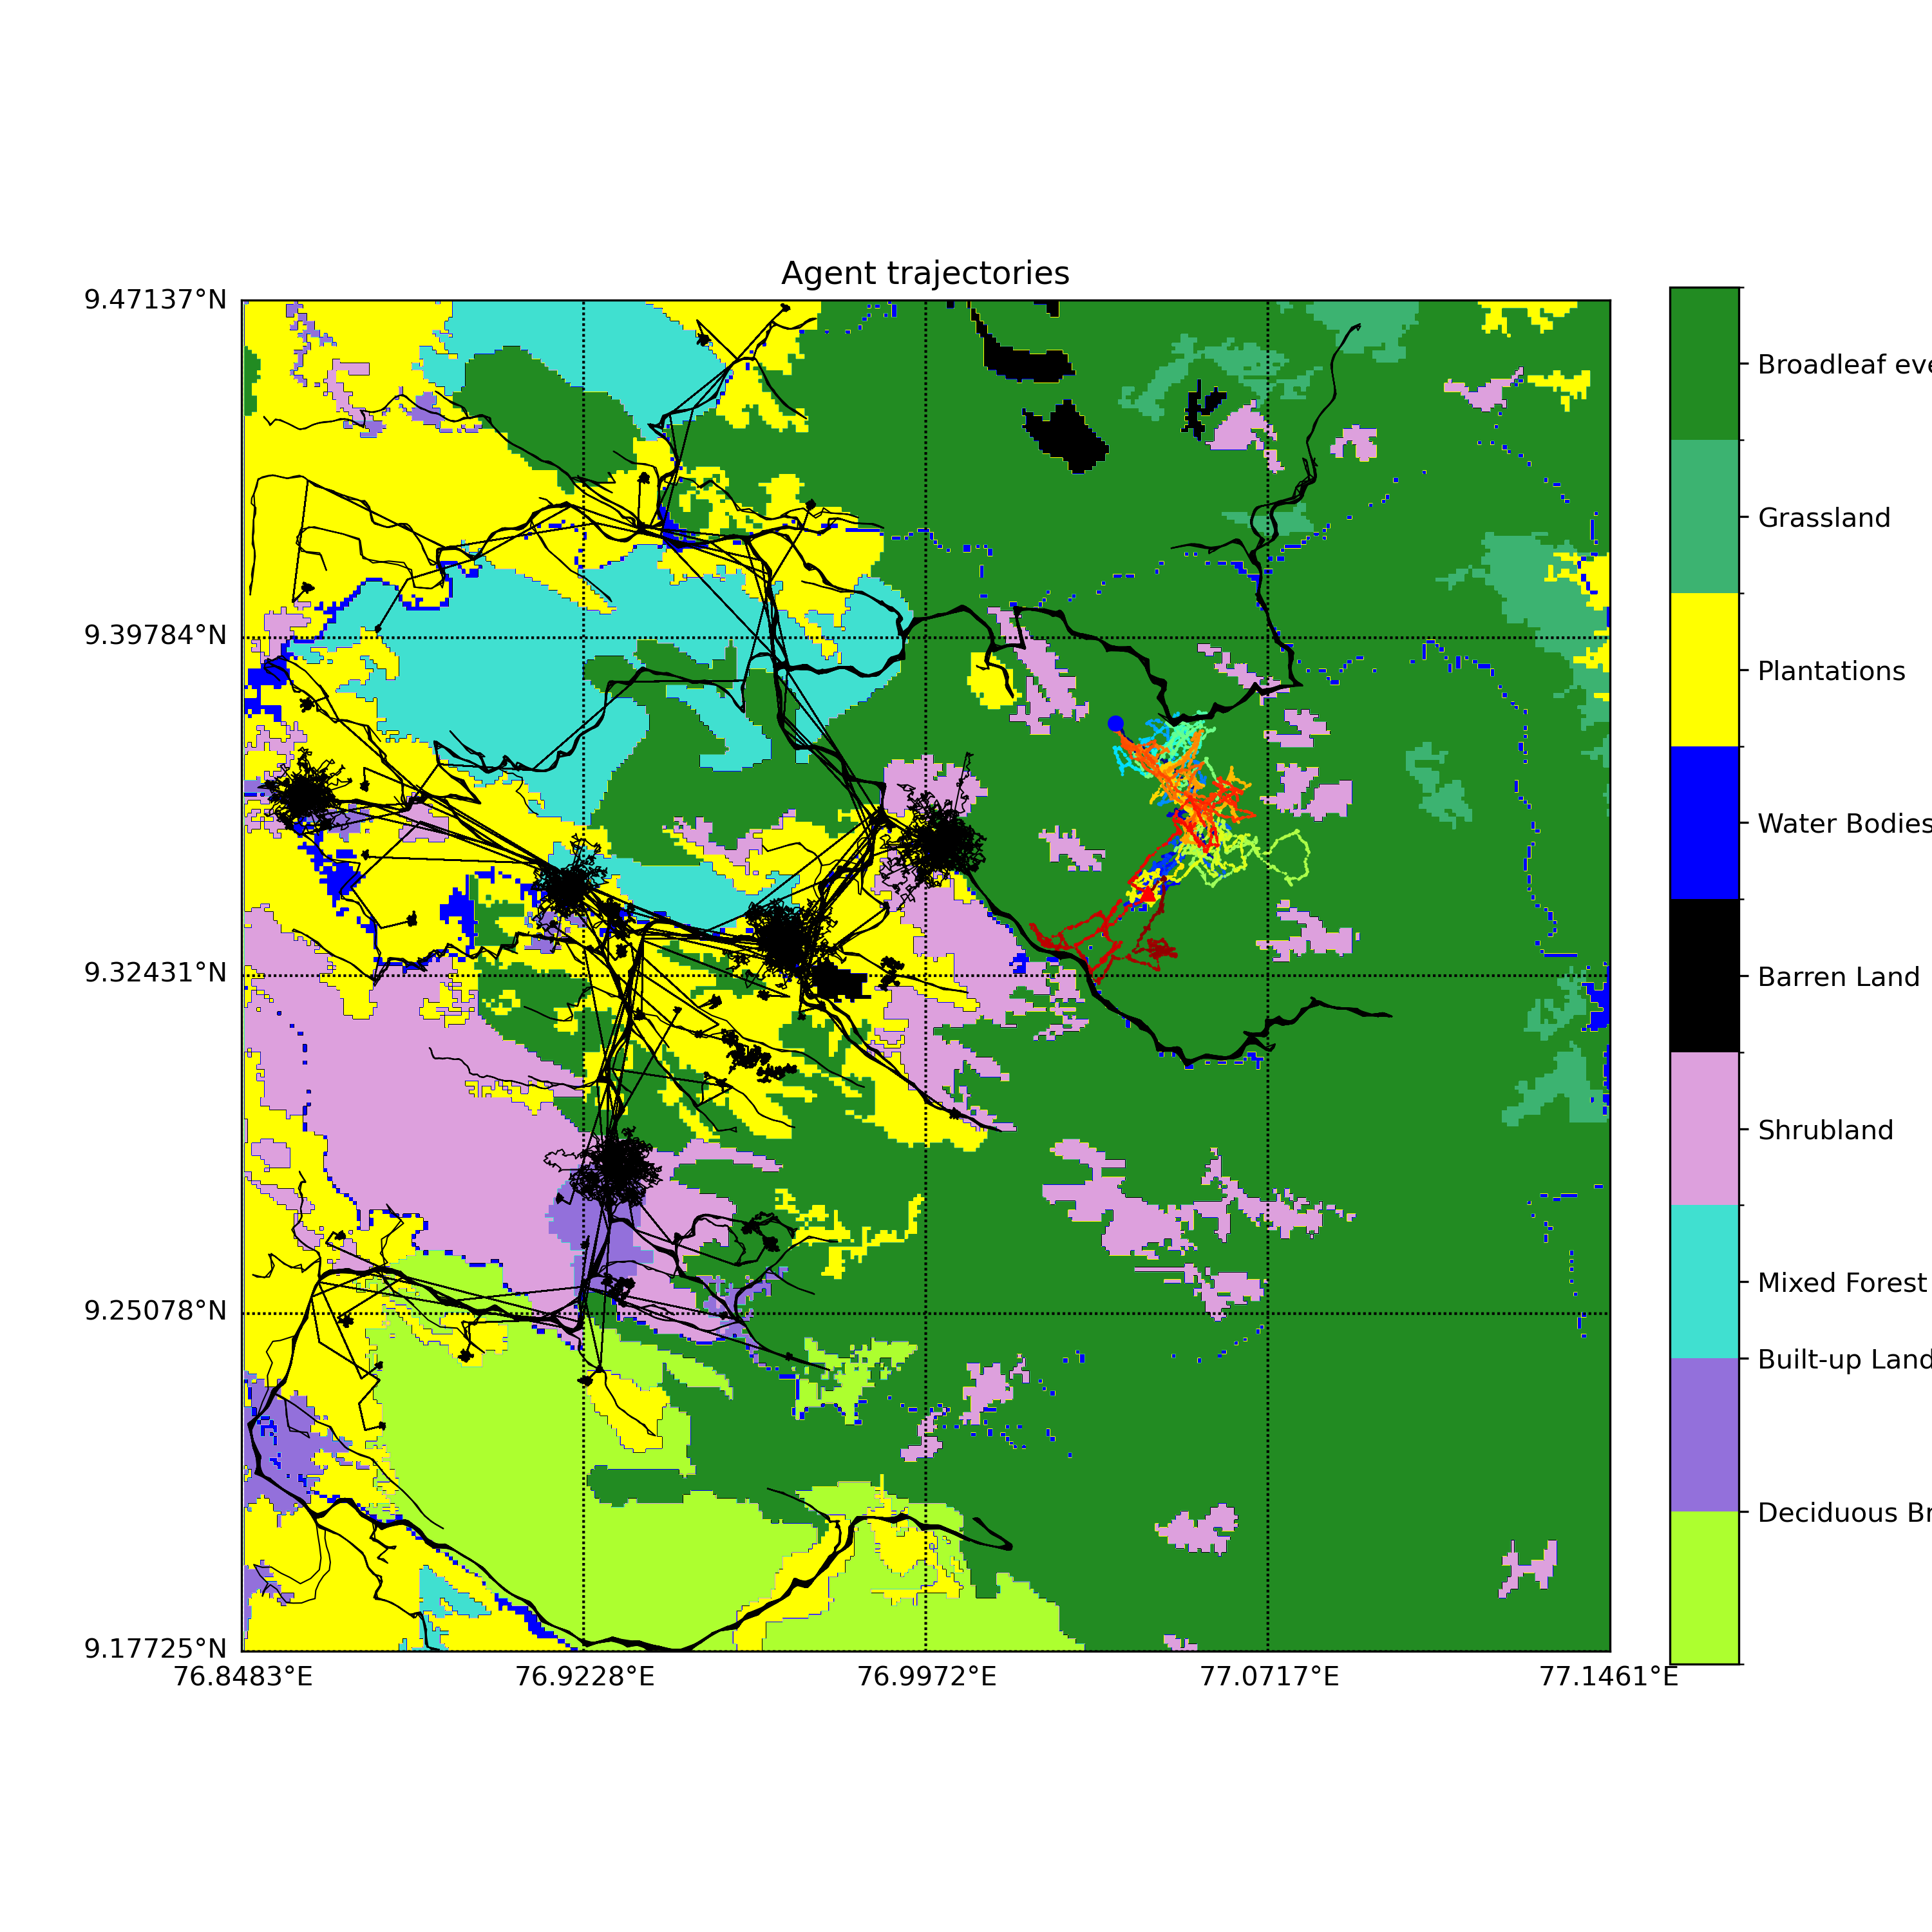 Agent trajectories
9.47137°N
9.39784°N
9.32431°N
9.25078°N
9.17725°N
76.8483°E
76.9228°E
76.9972°E
77.0717°E
77.1461°E
Broadleaf eve
Grassland
Plantations
Water Bodies
Barren Land
Shrubland
Mixed Forest
Built-up Land
Deciduous Br